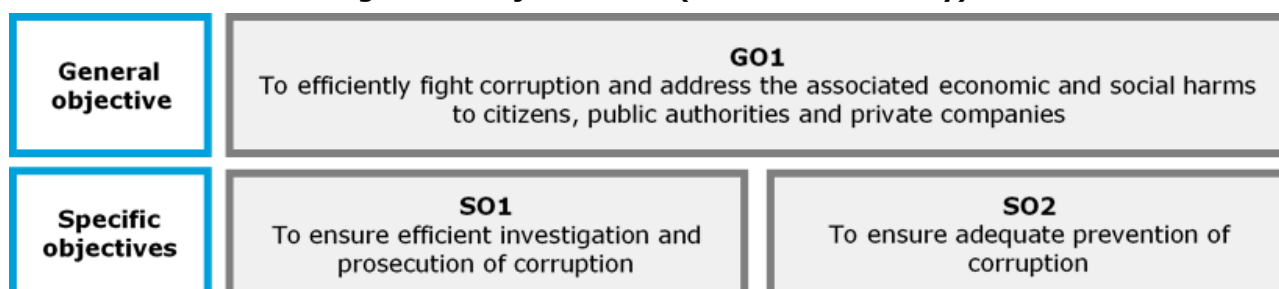 General
objective
GO1
To efficiently fight corruption and address the associated economic and social harms
to citizens, public authorities and private companies
Specific
objectives
SO1
To ensure efficient investigation and
prosecution of corruption
SO2
To ensure adequate prevention of
corruption